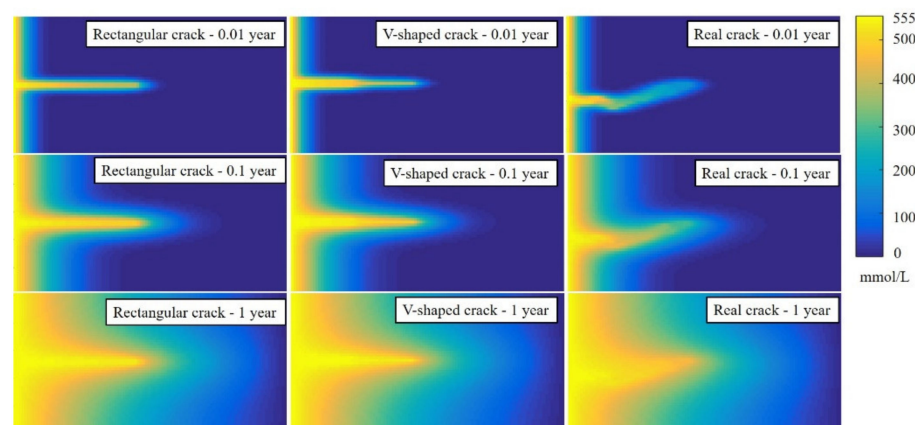 Rectangular crack - 0.01 year
V-shaped crack - 0.01 year
Real crack - 0.01 year
Rectangular crack - 0.1 year
V-shaped crack - 0.1 year
Real crack - 0.1 year
Rectangular crack - 1 year
V-shaped crack - 1 year
Real crack - 1 year
555
500
400
300
200
100
0
mmol/L